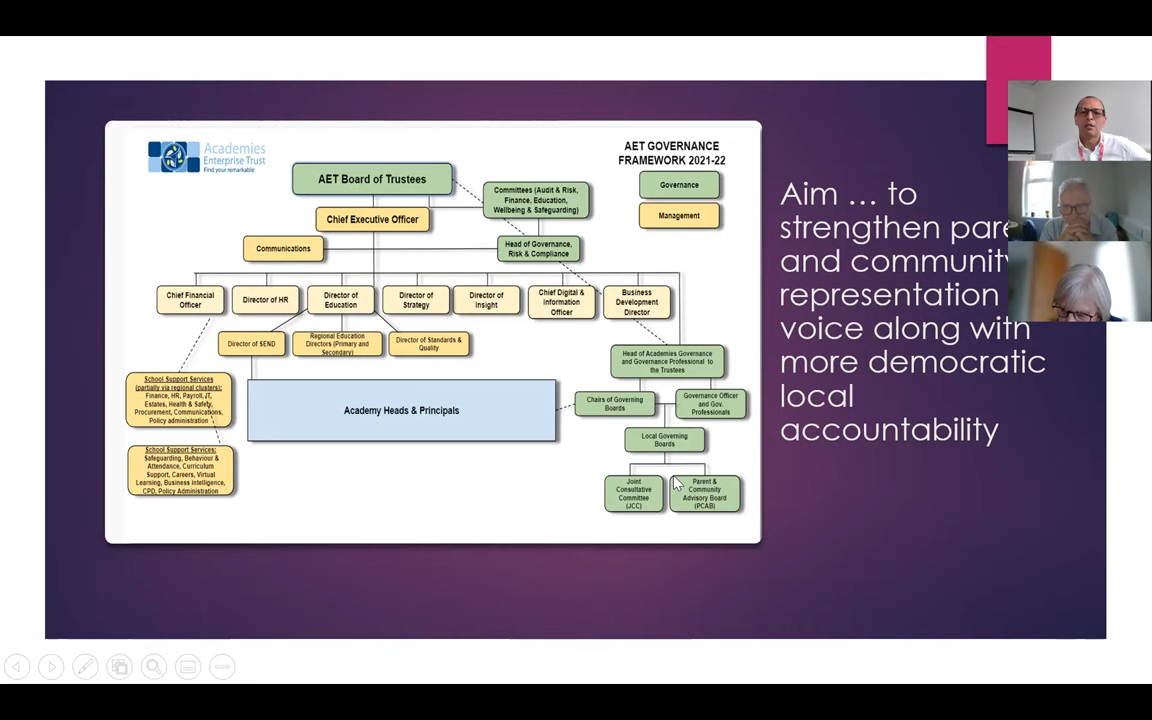 Academies
Enterprise Trust
Find your remarkable
AET GOVERNANCE
FRAMEWORK 2021-22
Governance
Management
AET Board of Trustees
Chief Executive Officer
Committees (Audit & Risk,
Finance, Education,
Wellbeing & Safeguarding)
Communications
Head of Governance,
Risk & Compliance
Chief Financial
Officer
Director of HR
Director of
Education
Director of
Strategy
Director of
Insight
Chief Digital &
Information
Officer
Business
Development
Director
Director of SEND
Regional Education
Directors (Primary and
Secondary)
Director of Standards &
Quality
Head of Academies Governance
and Governance Professional to
the Trustees
School Support Services
(partially via regional clusters):
Finance, HR, Payroll, IT,
Estates, Health & Safety,
Procurement, Communications,
Policy administration
Academy Heads & Principals
Chairs of Governing
Boards
Governance Officer
and Gov.
Professionals
Local Governing
Boards
School Support Services:
Safeguarding, Behaviour &
Attendance, Curriculum
Support, Careers, Virtual
Learning, Business intelligence,
CPD, Policy Administration
Joint
Consultative
Committee
(JCC)
Parent &
Community
Advisory Board
(PCAB)
Aim … to
strengthen
and community
representation
voice along with
more democratic
local
accountability